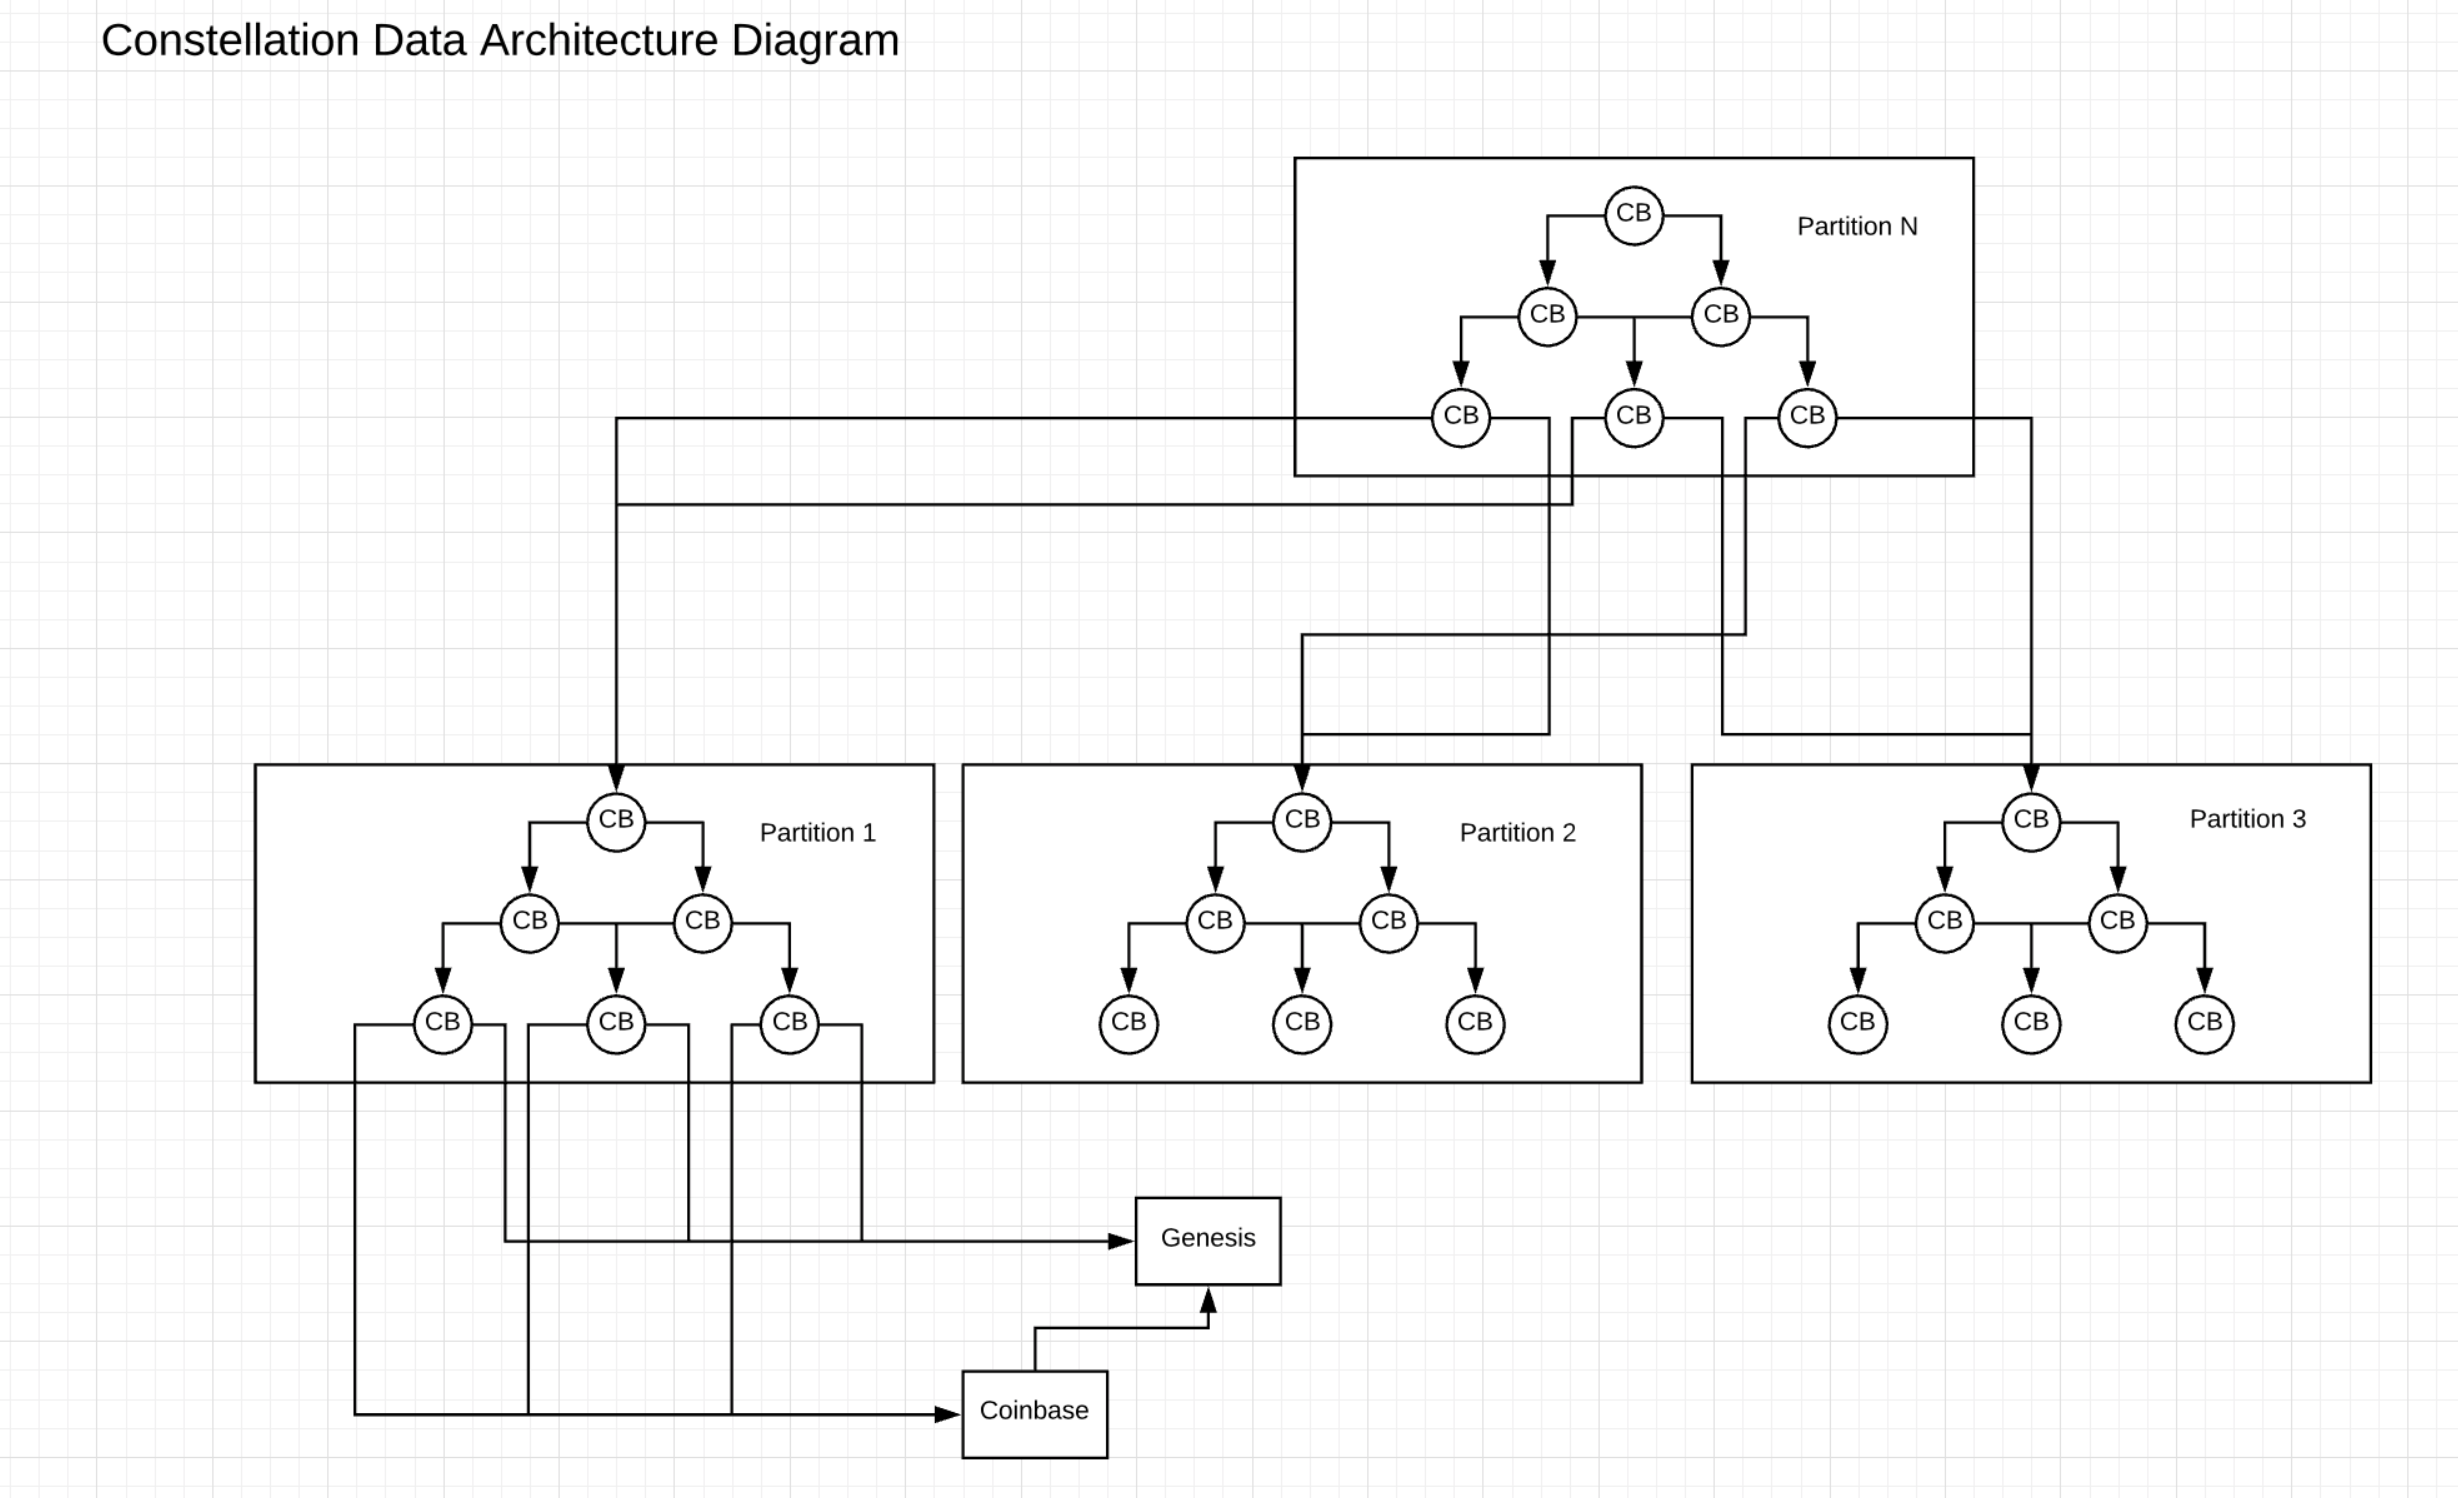 Constellation Data Architecture Diagram
CB
Partition N
CB CB
CB CB CB
CB
Partition 1
CB CB
CB CB CB
CB
Partition 2
CB CB
CB CB CB
CB
Partition 3
CB CB
CB CB CB
Genesis
Coinbase